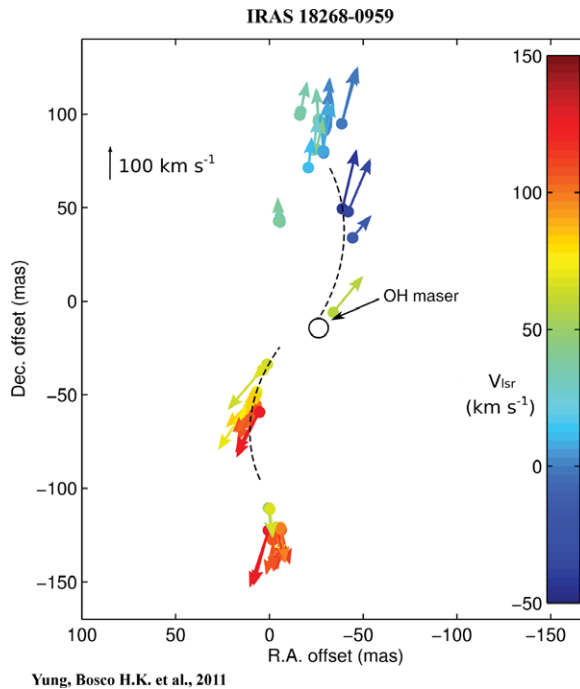 IRAS 18268-0959
150
100
100 km s⁻¹
100
50
Dec. offset (mas)
0
OH maser
50
V_lsr
(km s⁻¹)
−50
0
−100
−150
−50
100
50
0
−50
−100
−150
R.A. offset (mas)
Yung, Bosco H.K. et al., 2011